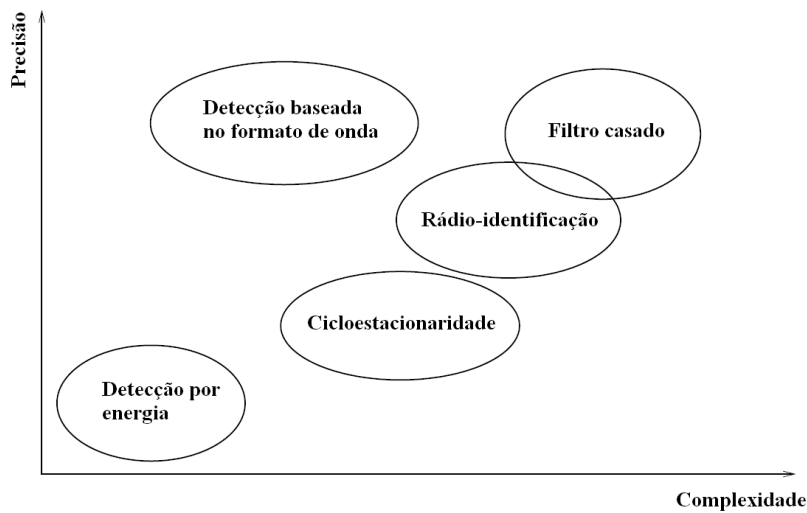 Precisão
Detecção baseada
no formato de onda
Filtro casado
Rádio-identificação
Cicloestacionaridade
Detecção por
energia
Complexidade